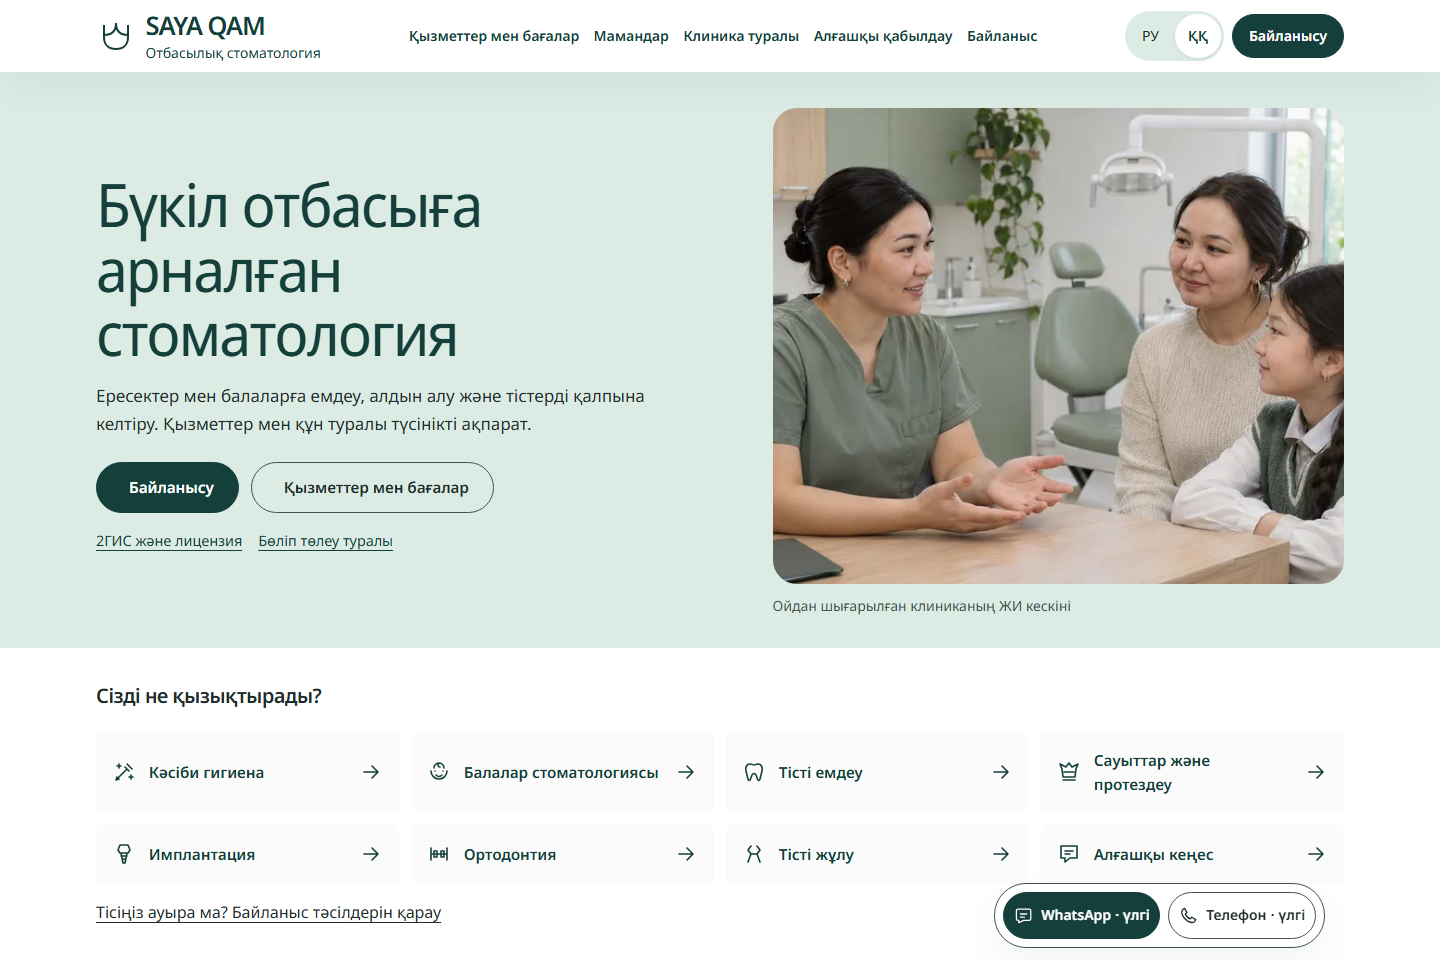 SAYA QAM
Отбасылық стоматология
Қызметтер мен бағалар
Мамандар
Клиника туралы
Алғашқы қабылдау
Байланыс
РУ
ҚҚ
Байланысу
Бүкіл отбасыға
арналған
стоматология
Ересектер мен балаларға емдеу, алдын алу және тістерді қалпына
келтіру. Қызметтер мен құн туралы түсінікті ақпарат.
Байланысу
Қызметтер мен бағалар
2ГИС және лицензия
Бөліп төлеу туралы
Ойдан шығарылған клиниканың ЖИ кескіні
Сізді не қызықтырады?
Кәсіби гигиена
Балалар стоматологиясы
Тісті емдеу
Сауыттар және
протездеу
Имплантация
Ортодонтия
Тісті жұлу
Алғашқы кеңес
Тісіңіз ауыра ма? Байланыс тәсілдерін қарау
WhatsApp · үлгі
Телефон · үлгі